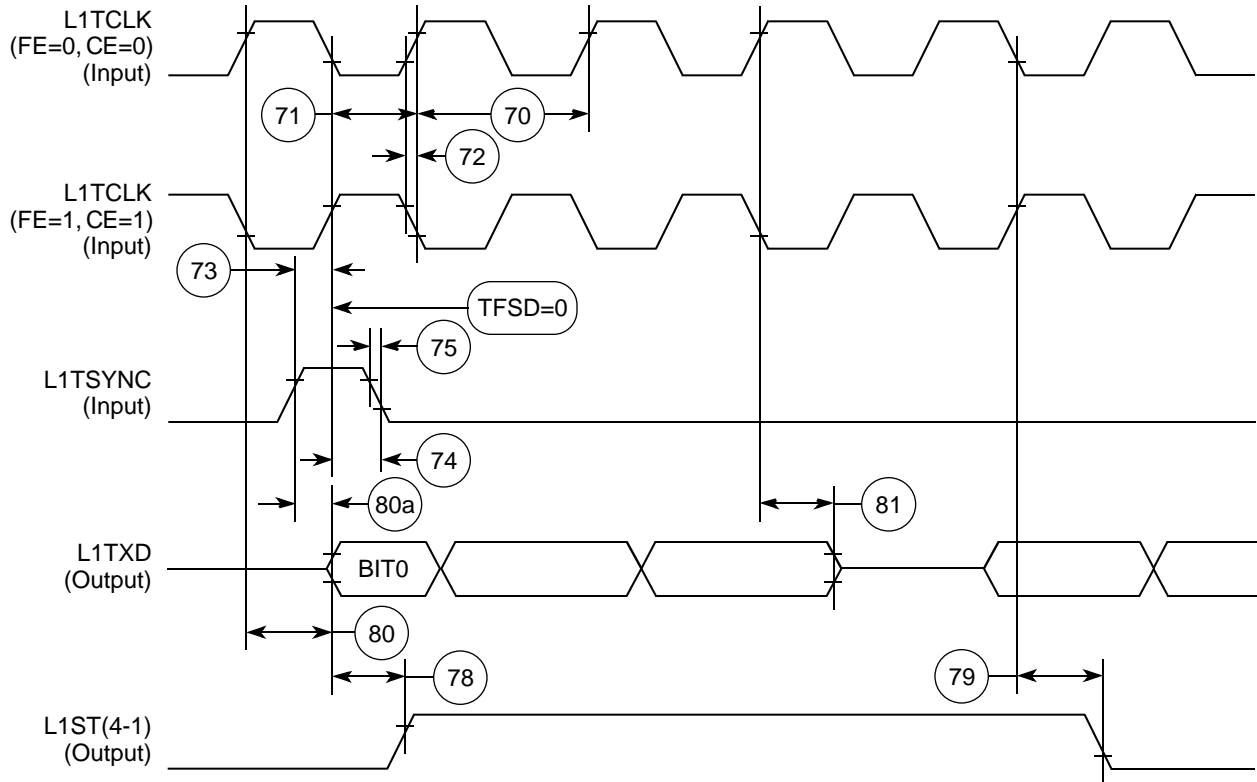 L1TCLK
(FE=0, CE=0)
(Input)
71
70
72
L1TCLK
(FE=1, CE=1)
(Input)
73
TFSD=0
75
L1TSYNC
(Input)
74
80a
81
L1TXD
(Output)
BIT0
80
78
79
L1ST(4-1)
(Output)